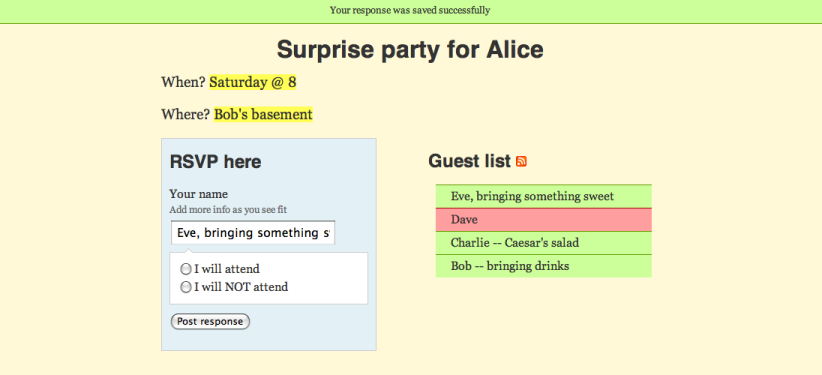 Your response was saved successfully
Surprise party for Alice
When? Saturday @ 8
Where? Bob's basement
RSVP here
Your name
Add more info as you see fit
Eve, bringing something s
I will attend
I will NOT attend
Post response
Guest list
Eve, bringing something sweet
Dave
Charlie -- Caesar's salad
Bob -- bringing drinks